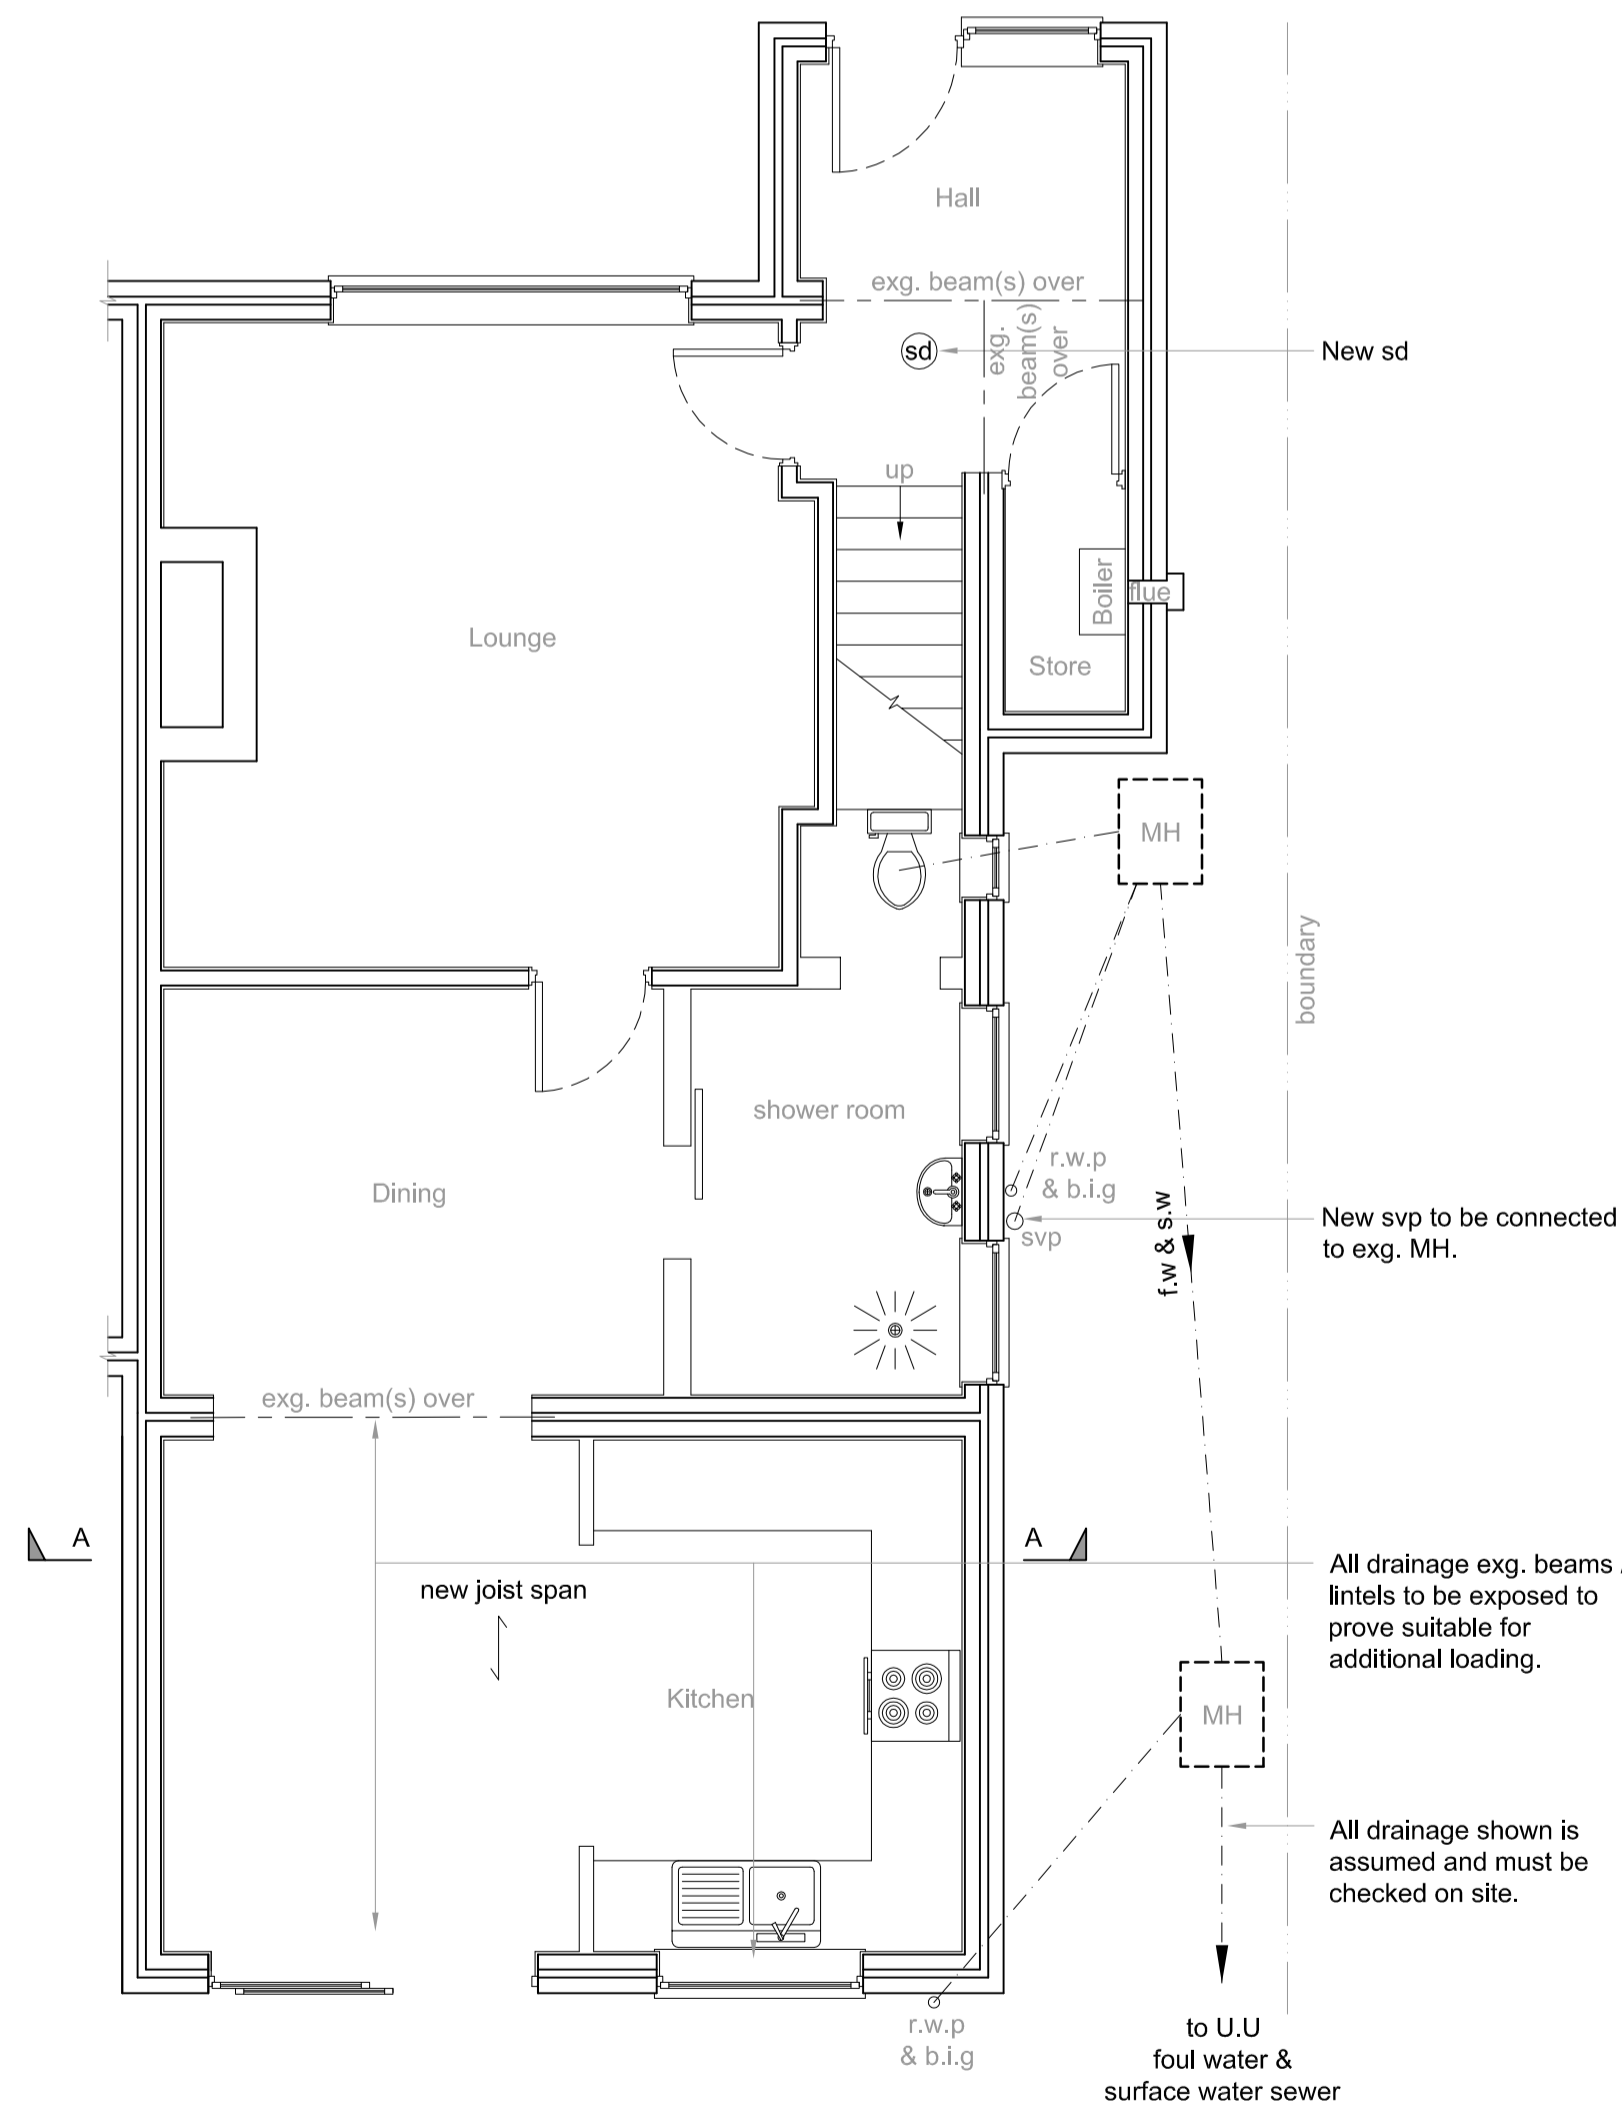 Hall
exg. beam(s) over
exg.
beam(s)
over
sd
New sd
up
Boiler
flue
Lounge
Store
MH
boundary
shower room
r.w.p
& b.i.g
Dining
svp
f.w & s.w
New svp to be connected
to exg. MH.
exg. beam(s) over
A
A
new joist span
All drainage exg. beams
lintels to be exposed to
prove suitable for
additional loading.
Kitchen
MH
All drainage shown is
assumed and must be
checked on site.
r.w.p
& b.i.g
to U.U
foul water &
surface water sewer